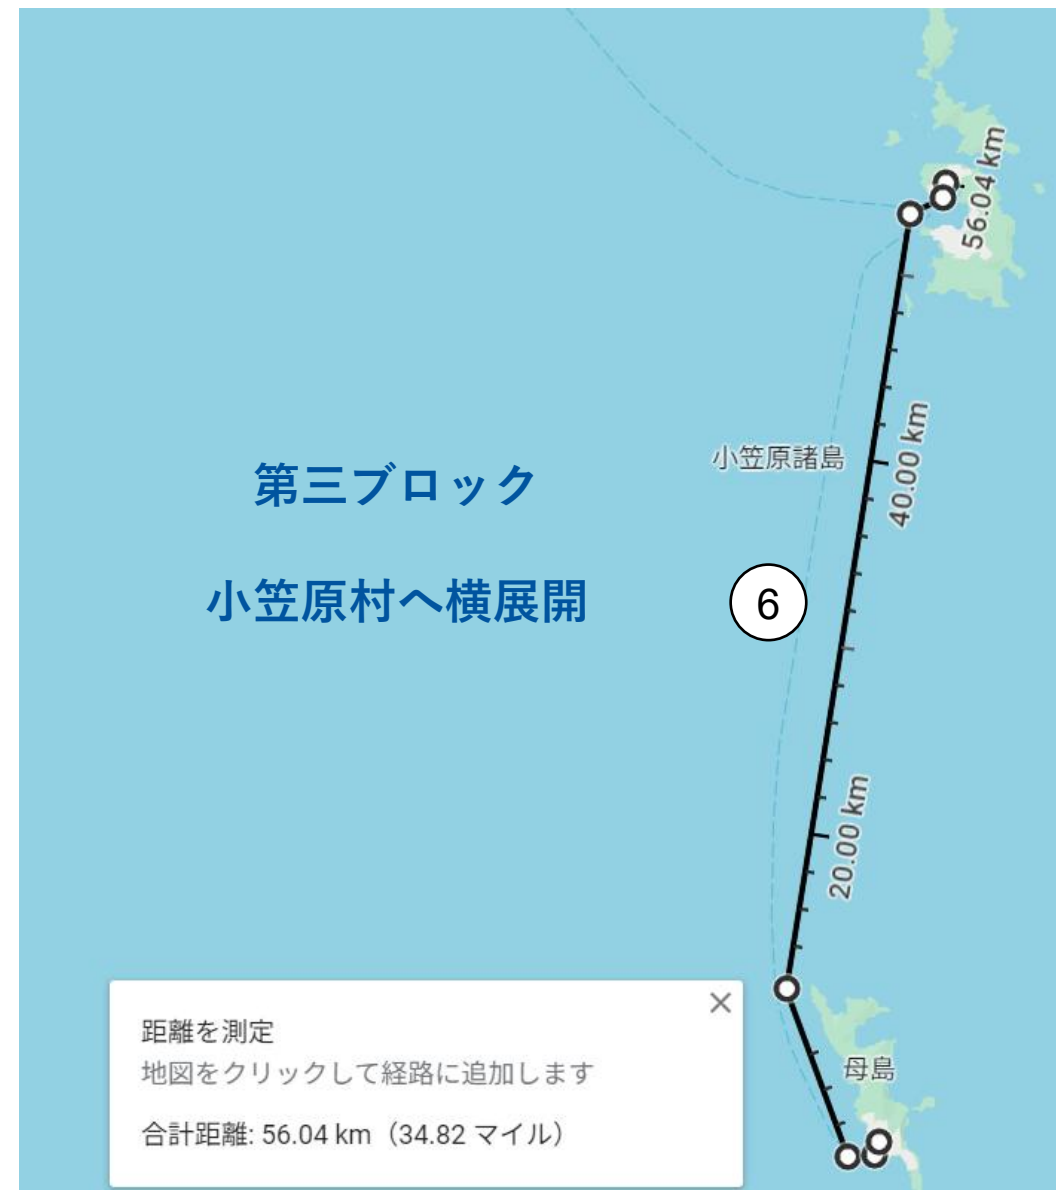 56.04 km
小笠原諸島
40.00 km
第三ブロック
小笠原村へ横展開
6
20.00 km
距離を測定
地図をクリックして経路に追加します
母島
合計距離: 56.04 km（34.82 マイル）